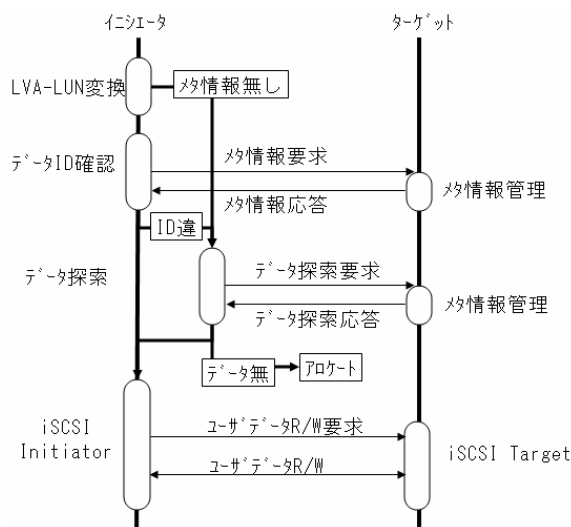 イニシエータ
ターゲット
LVA-LUN変換
メタ情報無し
データID確認
メタ情報要求
メタ情報管理
メタ情報応答
ID違
データ探索
データ探索要求
メタ情報管理
データ探索応答
データ無
アロケート
iSCSI
Initiator
ユーザデータR/W要求
iSCSI Target
ユーザデータR/W